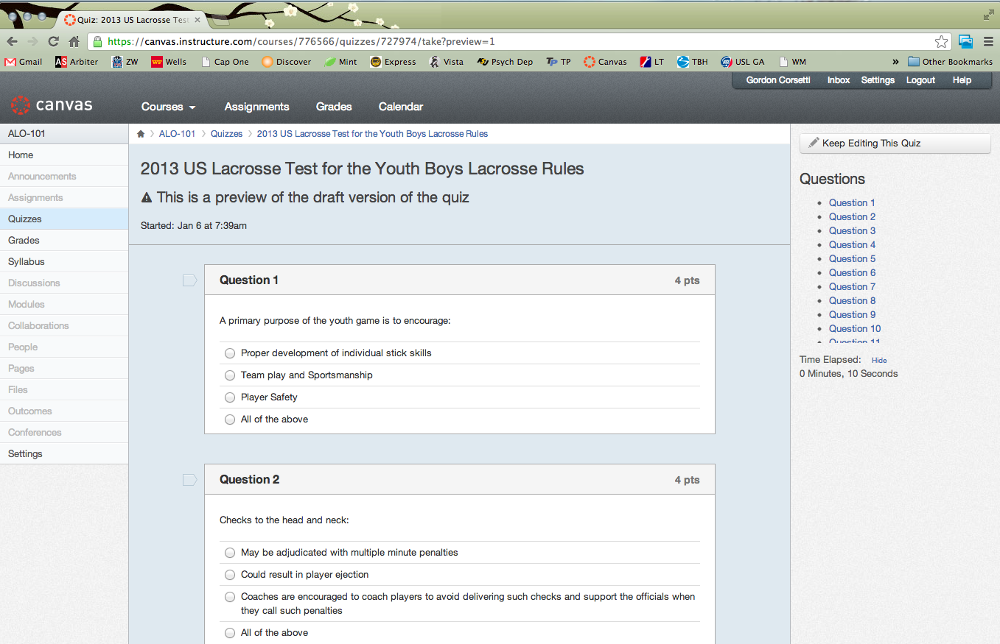 Quiz: 2013 US Lacrosse Test
https://canvas.instructure.com/courses/776566/quizzes/727974/take?preview=1
Gmail AS Arbiter ZW WF Wells Cap One Discover Mint Express Vista Psych Dep TP TP Canvas LT TBH USL GA WM » Other Bookmarks
Gordon Corsetti Inbox Settings Logout Help
canvas Courses Assignments Grades Calendar
ALO-101
Home
Announcements
Assignments
Quizzes
Grades
Syllabus
Discussions
Modules
Collaborations
People
Pages
Files
Outcomes
Conferences
Settings
ALO-101 Quizzes 2013 US Lacrosse Test for the Youth Boys Lacrosse Rules
2013 US Lacrosse Test for the Youth Boys Lacrosse Rules
This is a preview of the draft version of the quiz
Started: Jan 6 at 7:39am
Question 1 4 pts
A primary purpose of the youth game is to encourage:
Proper development of individual stick skills
Team play and Sportsmanship
Player Safety
All of the above
Question 2 4 pts
Checks to the head and neck:
May be adjudicated with multiple minute penalties
Could result in player ejection
Coaches are encouraged to coach players to avoid delivering such checks and support the officials when
they call such penalties
All of the above
Keep Editing This Quiz
Questions
Question 1
Question 2
Question 3
Question 4
Question 5
Question 6
Question 7
Question 8
Question 9
Question 10
Question 11
Time Elapsed: Hide
0 Minutes, 10 Seconds